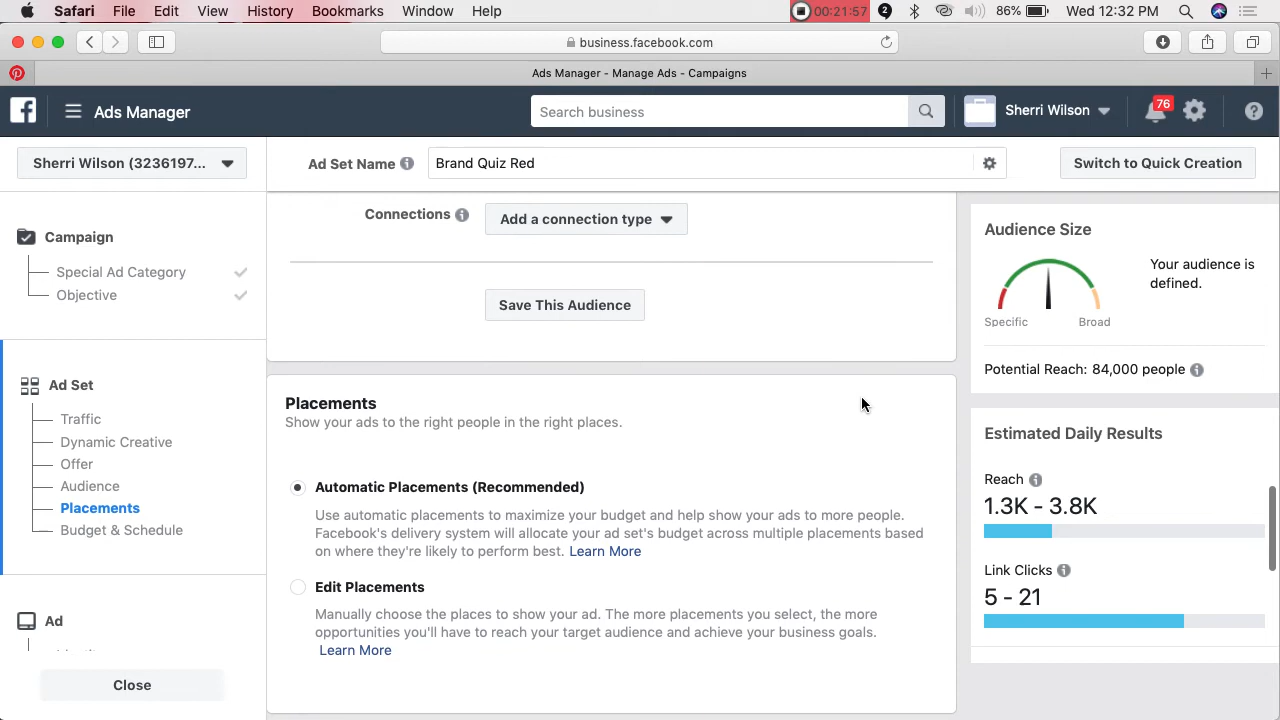 Safari File Edit View History Bookmarks Window Help 00:21:57 2 86% Wed 12:32 PM
business.facebook.com
Ads Manager - Manage Ads - Campaigns
Ads Manager Search business Sherri Wilson 76
Sherri Wilson (3236197... Ad Set Name Brand Quiz Red Switch to Quick Creation
Connections Add a connection type
Save This Audience
Campaign
Special Ad Category
Objective
Ad Set
Traffic
Dynamic Creative
Offer
Audience
Placements
Budget & Schedule
Ad
Close
Placements
Show your ads to the right people in the right places.
Automatic Placements (Recommended)
Use automatic placements to maximize your budget and help show your ads to more people.
Facebook's delivery system will allocate your ad set's budget across multiple placements based
on where they're likely to perform best. Learn More
Edit Placements
Manually choose the places to show your ad. The more placements you select, the more
opportunities you'll have to reach your target audience and achieve your business goals.
Learn More
Audience Size
Your audience is
defined.
Specific Broad
Potential Reach: 84,000 people
Estimated Daily Results
Reach
1.3K - 3.8K
Link Clicks
5 - 21